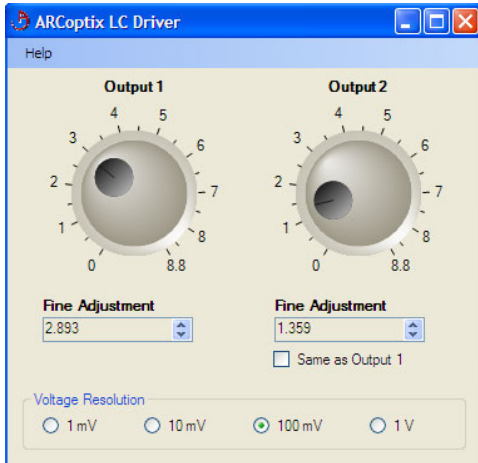 ARCoptix LC Driver
Help
Output 1
0
1
2
3
4
5
6
7
8
8.8
Output 2
0
1
2
3
4
5
6
7
8
8.8
Fine Adjustment
2.893
Fine Adjustment
1.359
Same as Output 1
Voltage Resolution
1 mV
10 mV
100 mV
1 V